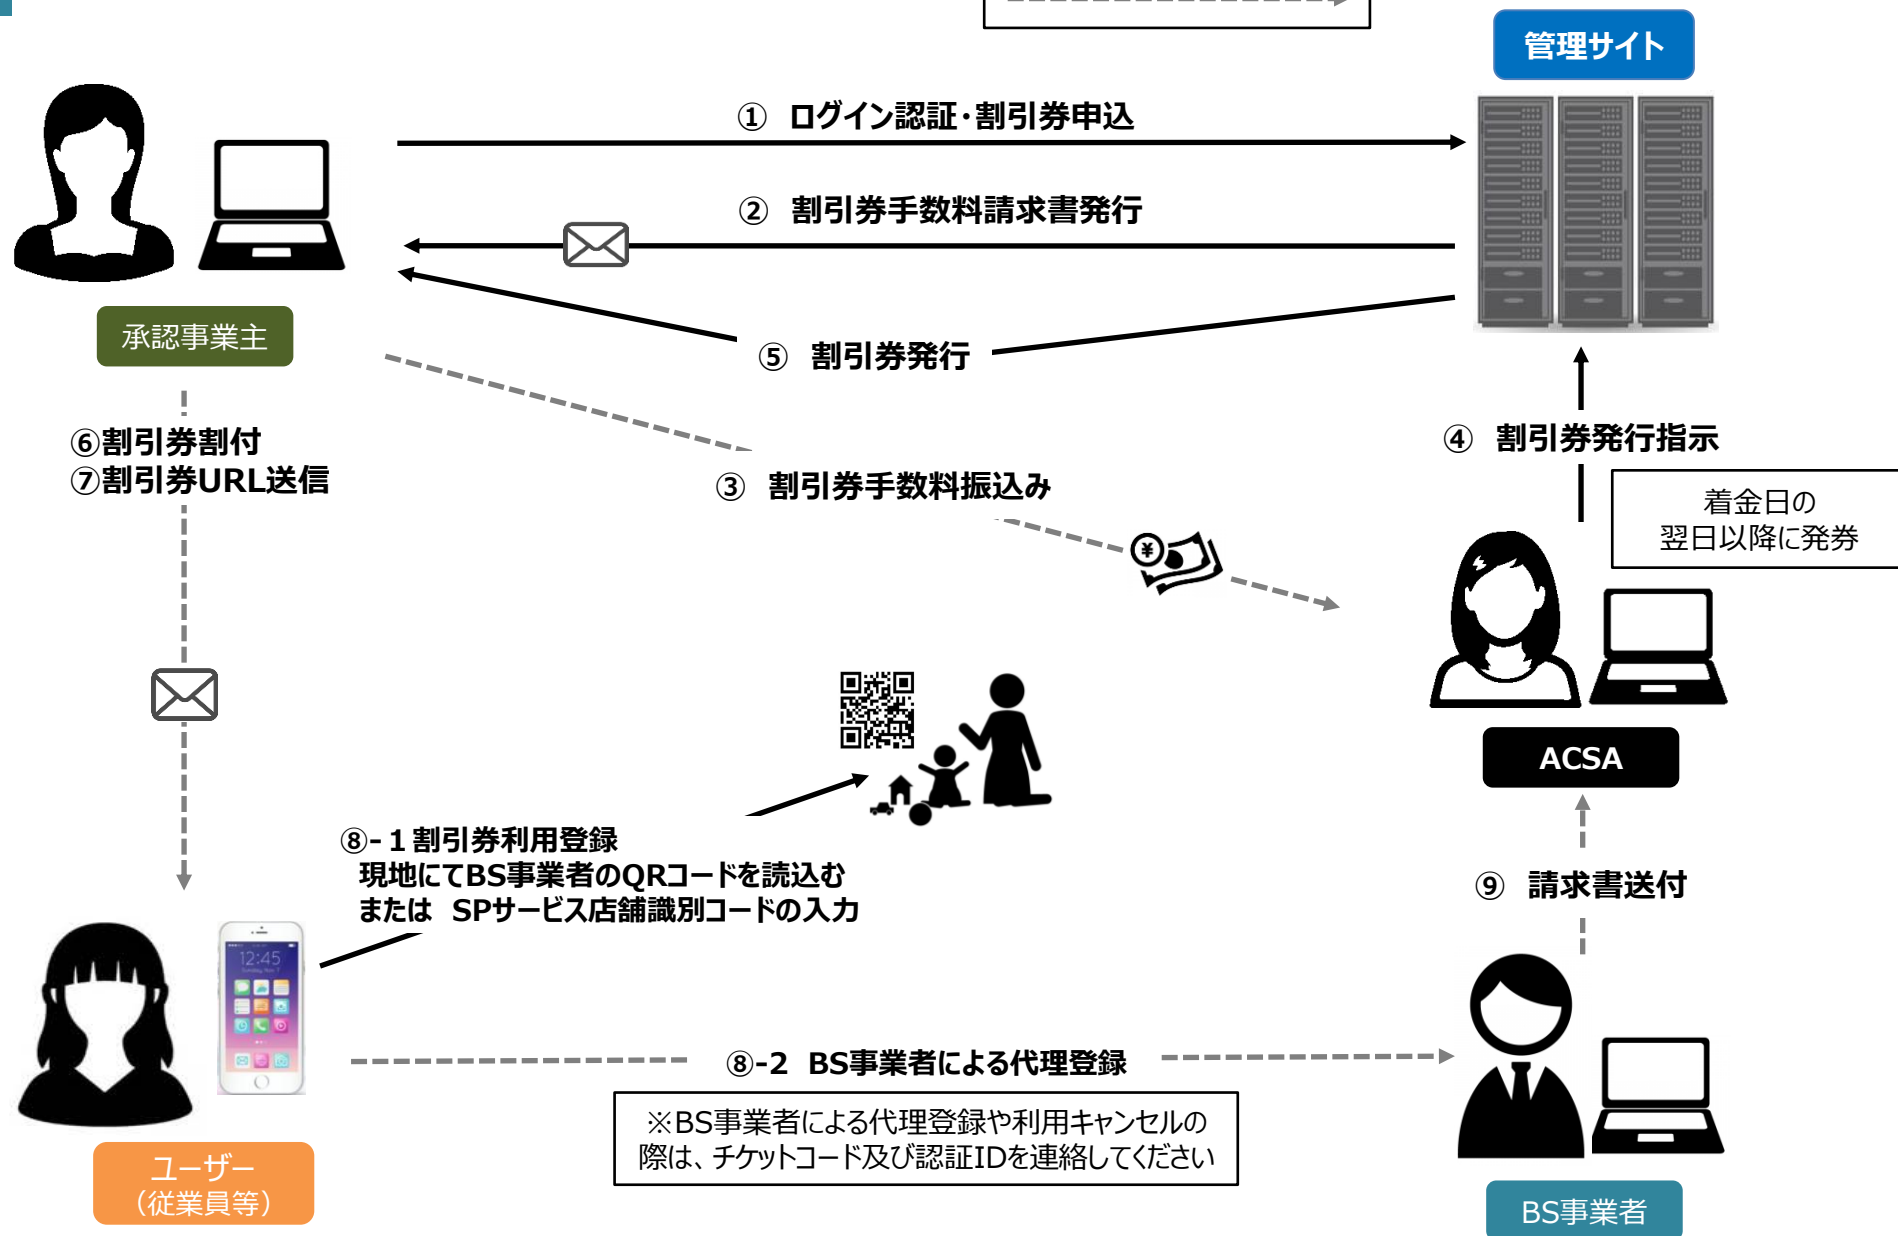 管理サイト
① ログイン認証・割引券申込
② 割引券手数料請求書発行
承認事業主
⑤ 割引券発行
⑥割引券割付
⑦割引券URL送信
④ 割引券発行指示
③ 割引券手数料振込み
着金日の
翌日以降に発券
¥
ACSA
⑧-１割引券利用登録
現地にてBS事業者のQRコードを読込む
または SPサービス店舗識別コードの入力
⑨ 請求書送付
12:45
⑧-2 BS事業者による代理登録
※BS事業者による代理登録や利用キャンセルの
際は、チケットコード及び認証IDを連絡してください
ユーザー
（従業員等）
BS事業者